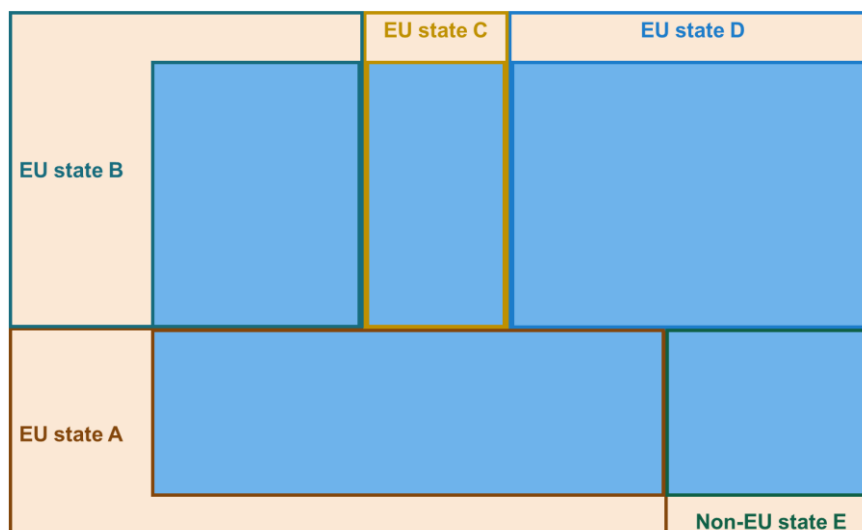 EU state C
EU state D
EU state B
EU state A
Non-EU state E